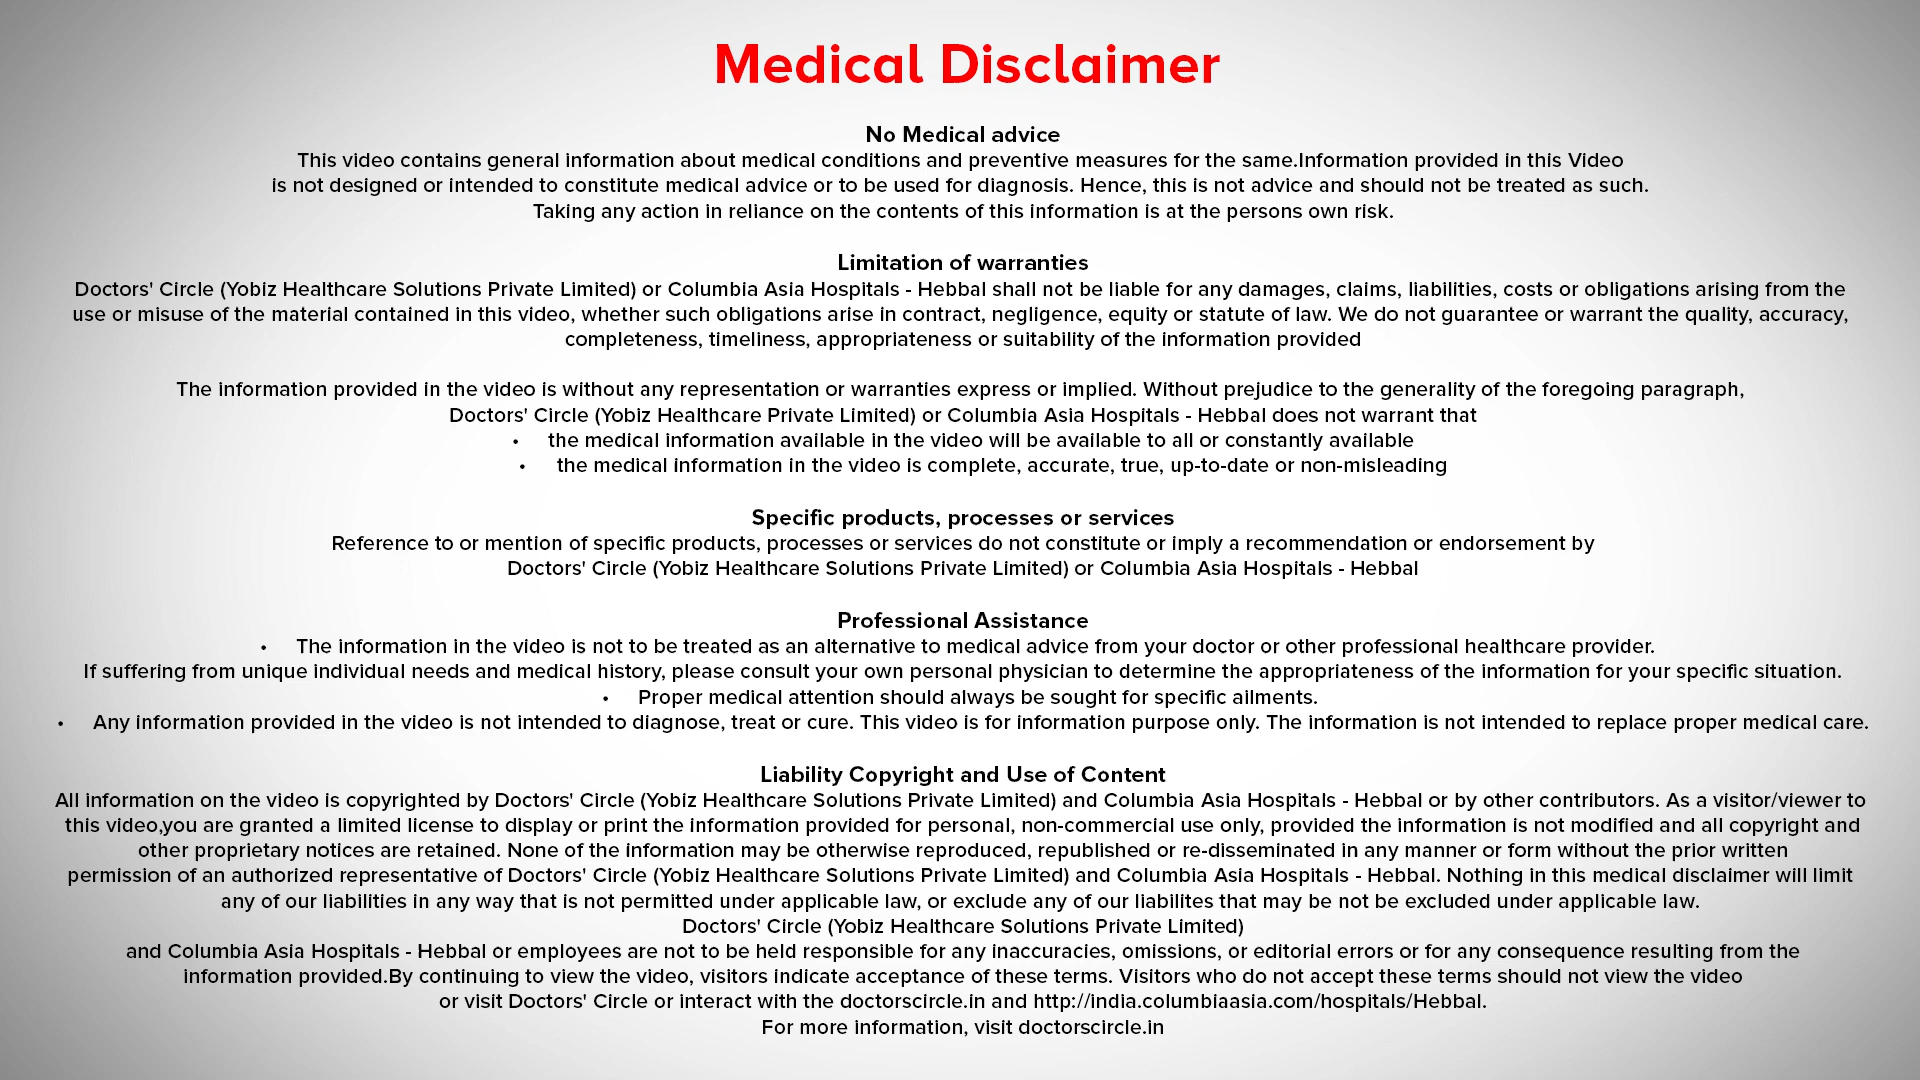 Medical Disclaimer
No Medical advice
This video contains general information about medical conditions and preventive measures for the same.Information provided in this Video
is not designed or intended to constitute medical advice or to be used for diagnosis. Hence, this is not advice and should not be treated as such.
Taking any action in reliance on the contents of this information is at the persons own risk.
Limitation of warranties
Doctors' Circle (Yobiz Healthcare Solutions Private Limited) or Columbia Asia Hospitals - Hebbal shall not be liable for any damages, claims, liabilities, costs or obligations arising from the
use or misuse of the material contained in this video, whether such obligations arise in contract, negligence, equity or statute of law. We do not guarantee or warrant the quality, accuracy,
completeness, timeliness, appropriateness or suitability of the information provided
The information provided in the video is without any representation or warranties express or implied. Without prejudice to the generality of the foregoing paragraph,
Doctors' Circle (Yobiz Healthcare Private Limited) or Columbia Asia Hospitals - Hebbal does not warrant that
• the medical information available in the video will be available to all or constantly available
• the medical information in the video is complete, accurate, true, up-to-date or non-misleading
Specific products, processes or services
Reference to or mention of specific products, processes or services do not constitute or imply a recommendation or endorsement by
Doctors' Circle (Yobiz Healthcare Solutions Private Limited) or Columbia Asia Hospitals - Hebbal
Professional Assistance
• The information in the video is not to be treated as an alternative to medical advice from your doctor or other professional healthcare provider.
If suffering from unique individual needs and medical history, please consult your own personal physician to determine the appropriateness of the information for your specific situation.
• Proper medical attention should always be sought for specific ailments.
• Any information provided in the video is not intended to diagnose, treat or cure. This video is for information purpose only. The information is not intended to replace proper medical care.
Liability Copyright and Use of Content
All information on the video is copyrighted by Doctors' Circle (Yobiz Healthcare Solutions Private Limited) and Columbia Asia Hospitals - Hebbal or by other contributors. As a visitor/viewer to
this video,you are granted a limited license to display or print the information provided for personal, non-commercial use only, provided the information is not modified and all copyright and
other proprietary notices are retained. None of the information may be otherwise reproduced, republished or re-disseminated in any manner or form without the prior written
permission of an authorized representative of Doctors' Circle (Yobiz Healthcare Solutions Private Limited) and Columbia Asia Hospitals - Hebbal. Nothing in this medical disclaimer will limit
any of our liabilities in any way that is not permitted under applicable law, or exclude any of our liabilites that may be not be excluded under applicable law.
Doctors' Circle (Yobiz Healthcare Solutions Private Limited)
and Columbia Asia Hospitals - Hebbal or employees are not to be held responsible for any inaccuracies, omissions, or editorial errors or for any consequence resulting from the
information provided.By continuing to view the video, visitors indicate acceptance of these terms. Visitors who do not accept these terms should not view the video
or visit Doctors' Circle or interact with the doctorscircle.in and http://india.columbiaasia.com/hospitals/Hebbal.
For more information, visit doctorscircle.in